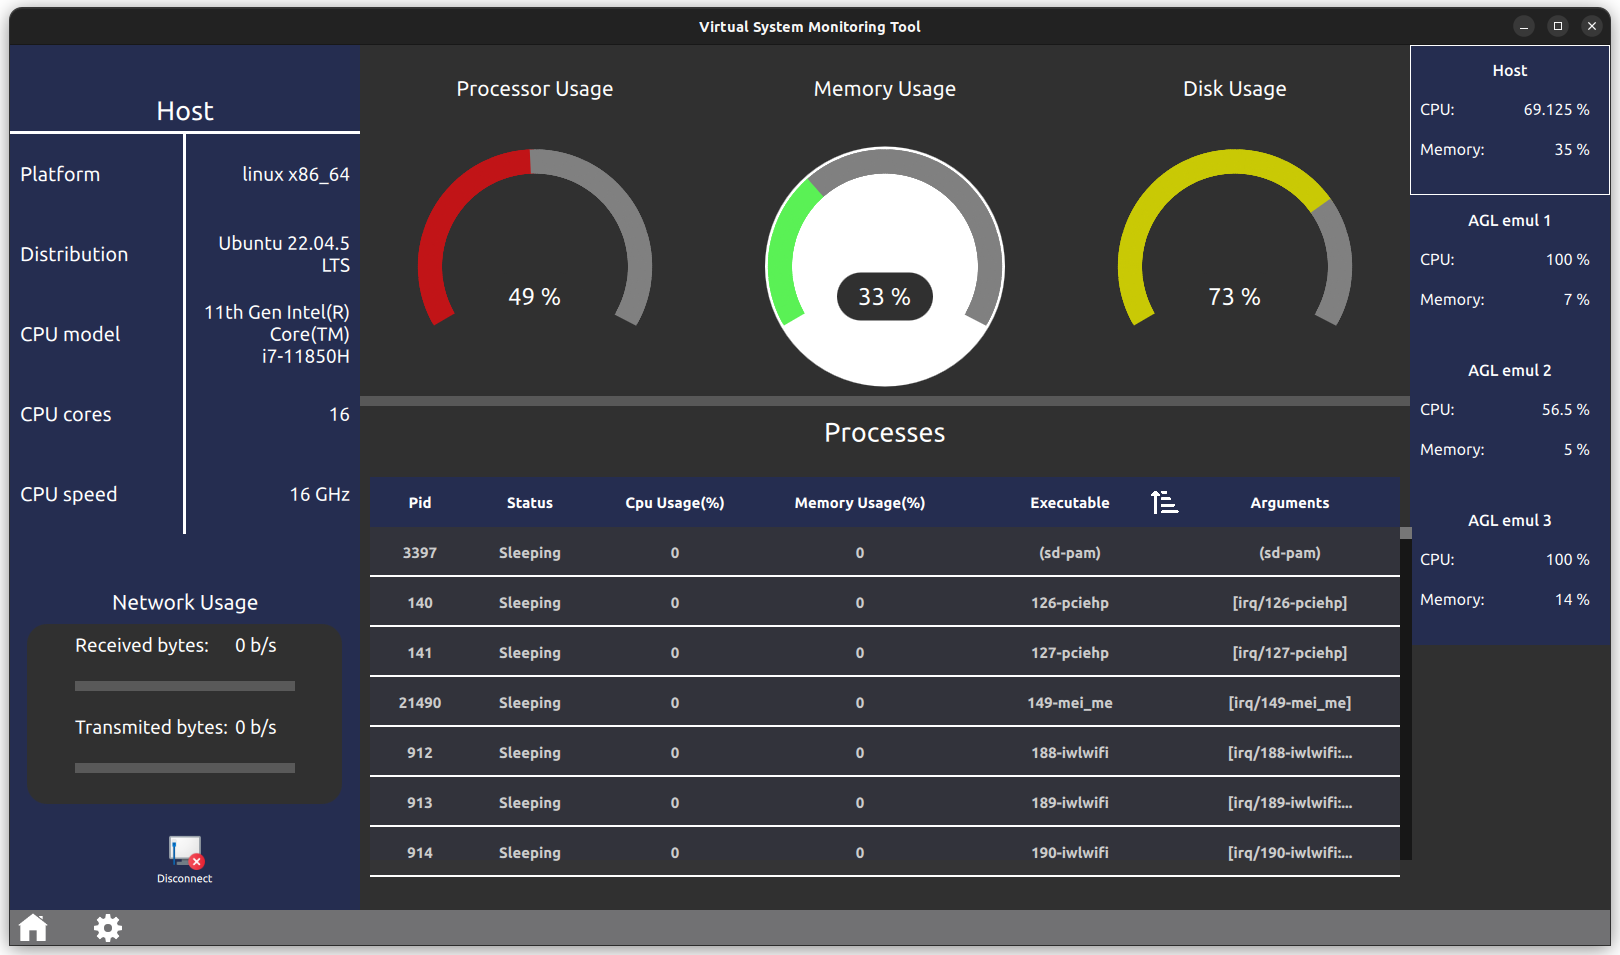 Virtual System Monitoring Tool
Host
Platform
linux x86_64
Distribution
Ubuntu 22.04.5
LTS
CPU model
11th Gen Intel(R)
Core(TM)
i7-11850H
CPU cores
16
CPU speed
16 GHz
Network Usage
Received bytes: 0 b/s
Transmited bytes: 0 b/s
Disconnect
Processor Usage
49 %
Memory Usage
33 %
Disk Usage
73 %
Processes
Pid Status Cpu Usage(%) Memory Usage(%) Executable Arguments
3397 Sleeping 0 0 (sd-pam) (sd-pam)
140 Sleeping 0 0 126-pciehp [irq/126-pciehp]
141 Sleeping 0 0 127-pciehp [irq/127-pciehp]
21490 Sleeping 0 0 149-mei_me [irq/149-mei_me]
912 Sleeping 0 0 188-iwlwifi [irq/188-iwlwifi:...
913 Sleeping 0 0 189-iwlwifi [irq/189-iwlwifi:...
914 Sleeping 0 0 190-iwlwifi [irq/190-iwlwifi:...
Host
CPU: 69.125 %
Memory: 35 %
AGL emul 1
CPU: 100 %
Memory: 7 %
AGL emul 2
CPU: 56.5 %
Memory: 5 %
AGL emul 3
CPU: 100 %
Memory: 14 %